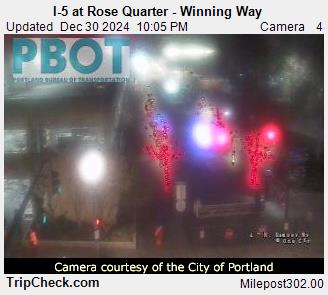 I-5 at Rose Quarter - Winning Way
Updated Dec 30 2024 10:05 PM Camera 4
PBOT
PORTLAND BUREAU OF TRANSPORTATION
Camera courtesy of the City of Portland
TripCheck.com Milepost302.00